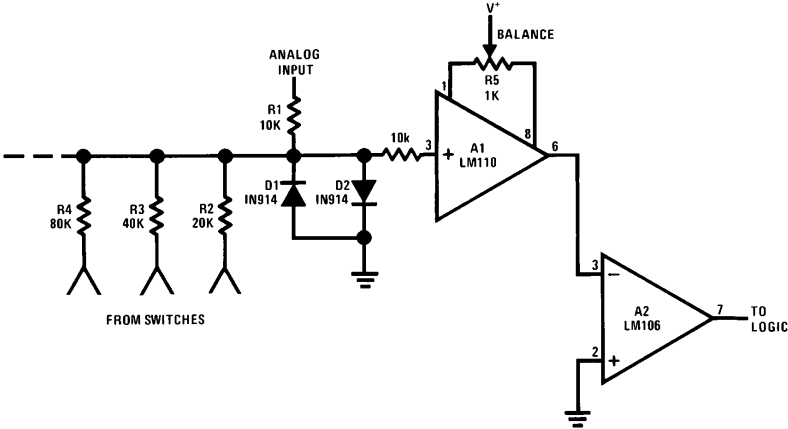 V+
BALANCE
ANALOG
INPUT
R5
1K
1
R1
10K
8
10k
3
+
A1
LM110
6
D1
IN914
D2
IN914
R4
80K
R3
40K
R2
20K
FROM SWITCHES
3
−
A2
LM106
7
TO
LOGIC
2
+